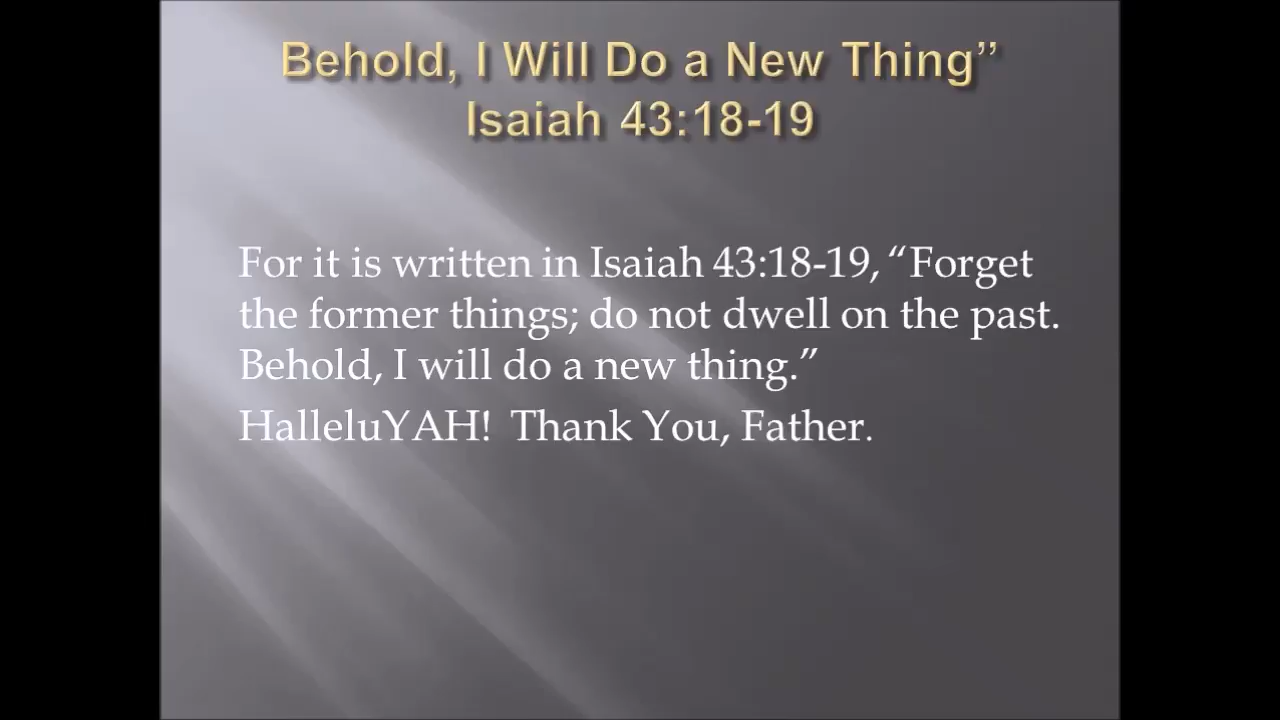 Behold, I Will Do a New Thing”
Isaiah 43:18-19
For it is written in Isaiah 43:18-19, “Forget
the former things; do not dwell on the past.
Behold, I will do a new thing.”
HalleluYAH!  Thank You, Father.